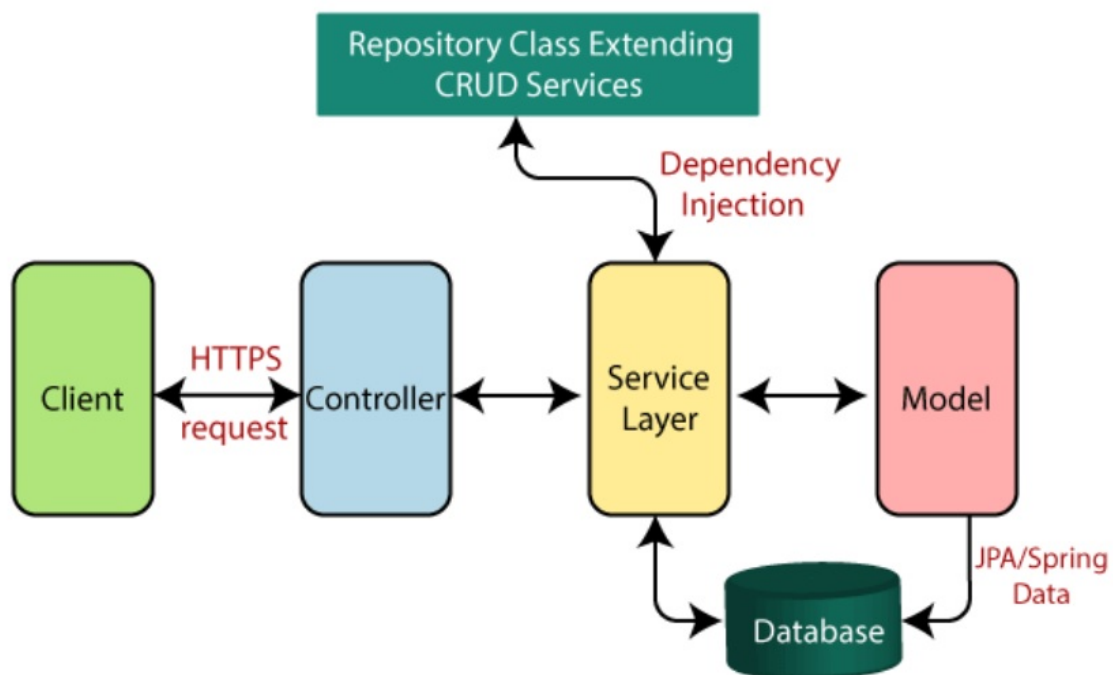 Repository Class Extending
CRUD Services
Dependency
Injection
Client
HTTPS
request
Controller
Service
Layer
Model
JPA/Spring
Data
Database